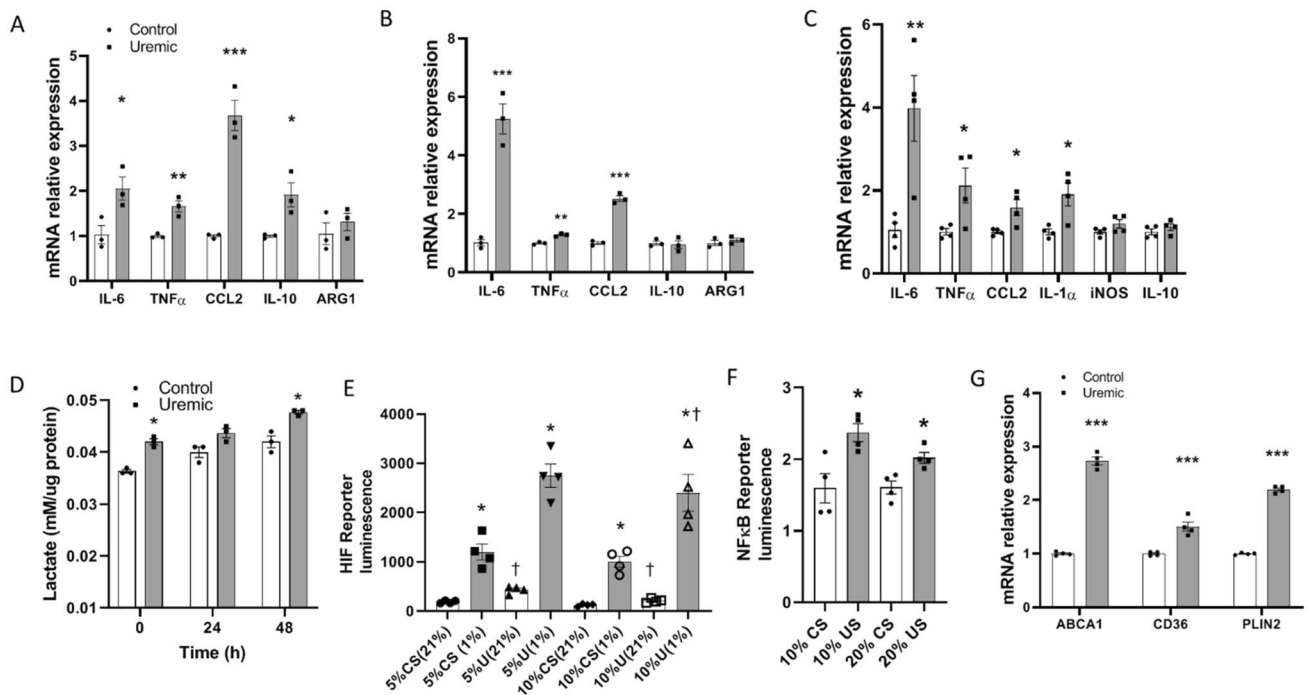 A
Control
Uremic
mRNA relative expression
5
4
3
2
1
0
*
**
***
*
IL-6
TNFα
CCL2
IL-10
ARG1
B
mRNA relative expression
8
6
4
2
0
***
**
***
IL-6
TNFα
CCL2
IL-10
ARG1
C
mRNA relative expression
6
4
2
0
**
*
*
*
IL-6
TNFα
CCL2
IL-1α
iNOS
IL-10
D
Control
Uremic
Lactate (mM/ug protein)
0.05
0.04
0.03
0.02
0.01
*
*
0
24
48
Time (h)
E
HIF Reporter
luminescence
4000
3000
2000
1000
0
*
†
*
*
†
*†
5%CS(21%)
5%CS (1%)
5%U(21%)
5%U(1%)
10%CS(21%)
10%CS(1%)
10%U(21%)
10%U(1%)
F
NFκB Reporter
luminescence
3
2
1
0
*
*
10% CS
10% US
20% CS
20% US
G
Control
Uremic
mRNA relative expression
4
3
2
1
0
***
***
***
ABCA1
CD36
PLIN2